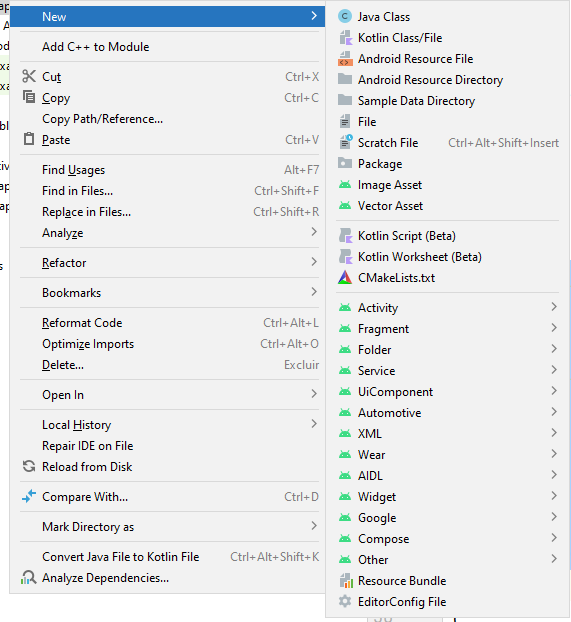 New
Add C++ to Module
Cut Ctrl+X
Copy Ctrl+C
Copy Path/Reference...
Paste Ctrl+V
Find Usages Alt+F7
Find in Files... Ctrl+Shift+F
Replace in Files... Ctrl+Shift+R
Analyze
Refactor
Bookmarks
Reformat Code Ctrl+Alt+L
Optimize Imports Ctrl+Alt+O
Delete... Excluir
Open In
Local History
Repair IDE on File
Reload from Disk
Compare With... Ctrl+D
Mark Directory as
Convert Java File to Kotlin File Ctrl+Alt+Shift+K
Analyze Dependencies...
Java Class
Kotlin Class/File
Android Resource File
Android Resource Directory
Sample Data Directory
File
Scratch File Ctrl+Alt+Shift+Insert
Package
Image Asset
Vector Asset
Kotlin Script (Beta)
Kotlin Worksheet (Beta)
CMakeLists.txt
Activity
Fragment
Folder
Service
UiComponent
Automotive
XML
Wear
AIDL
Widget
Google
Compose
Other
Resource Bundle
EditorConfig File